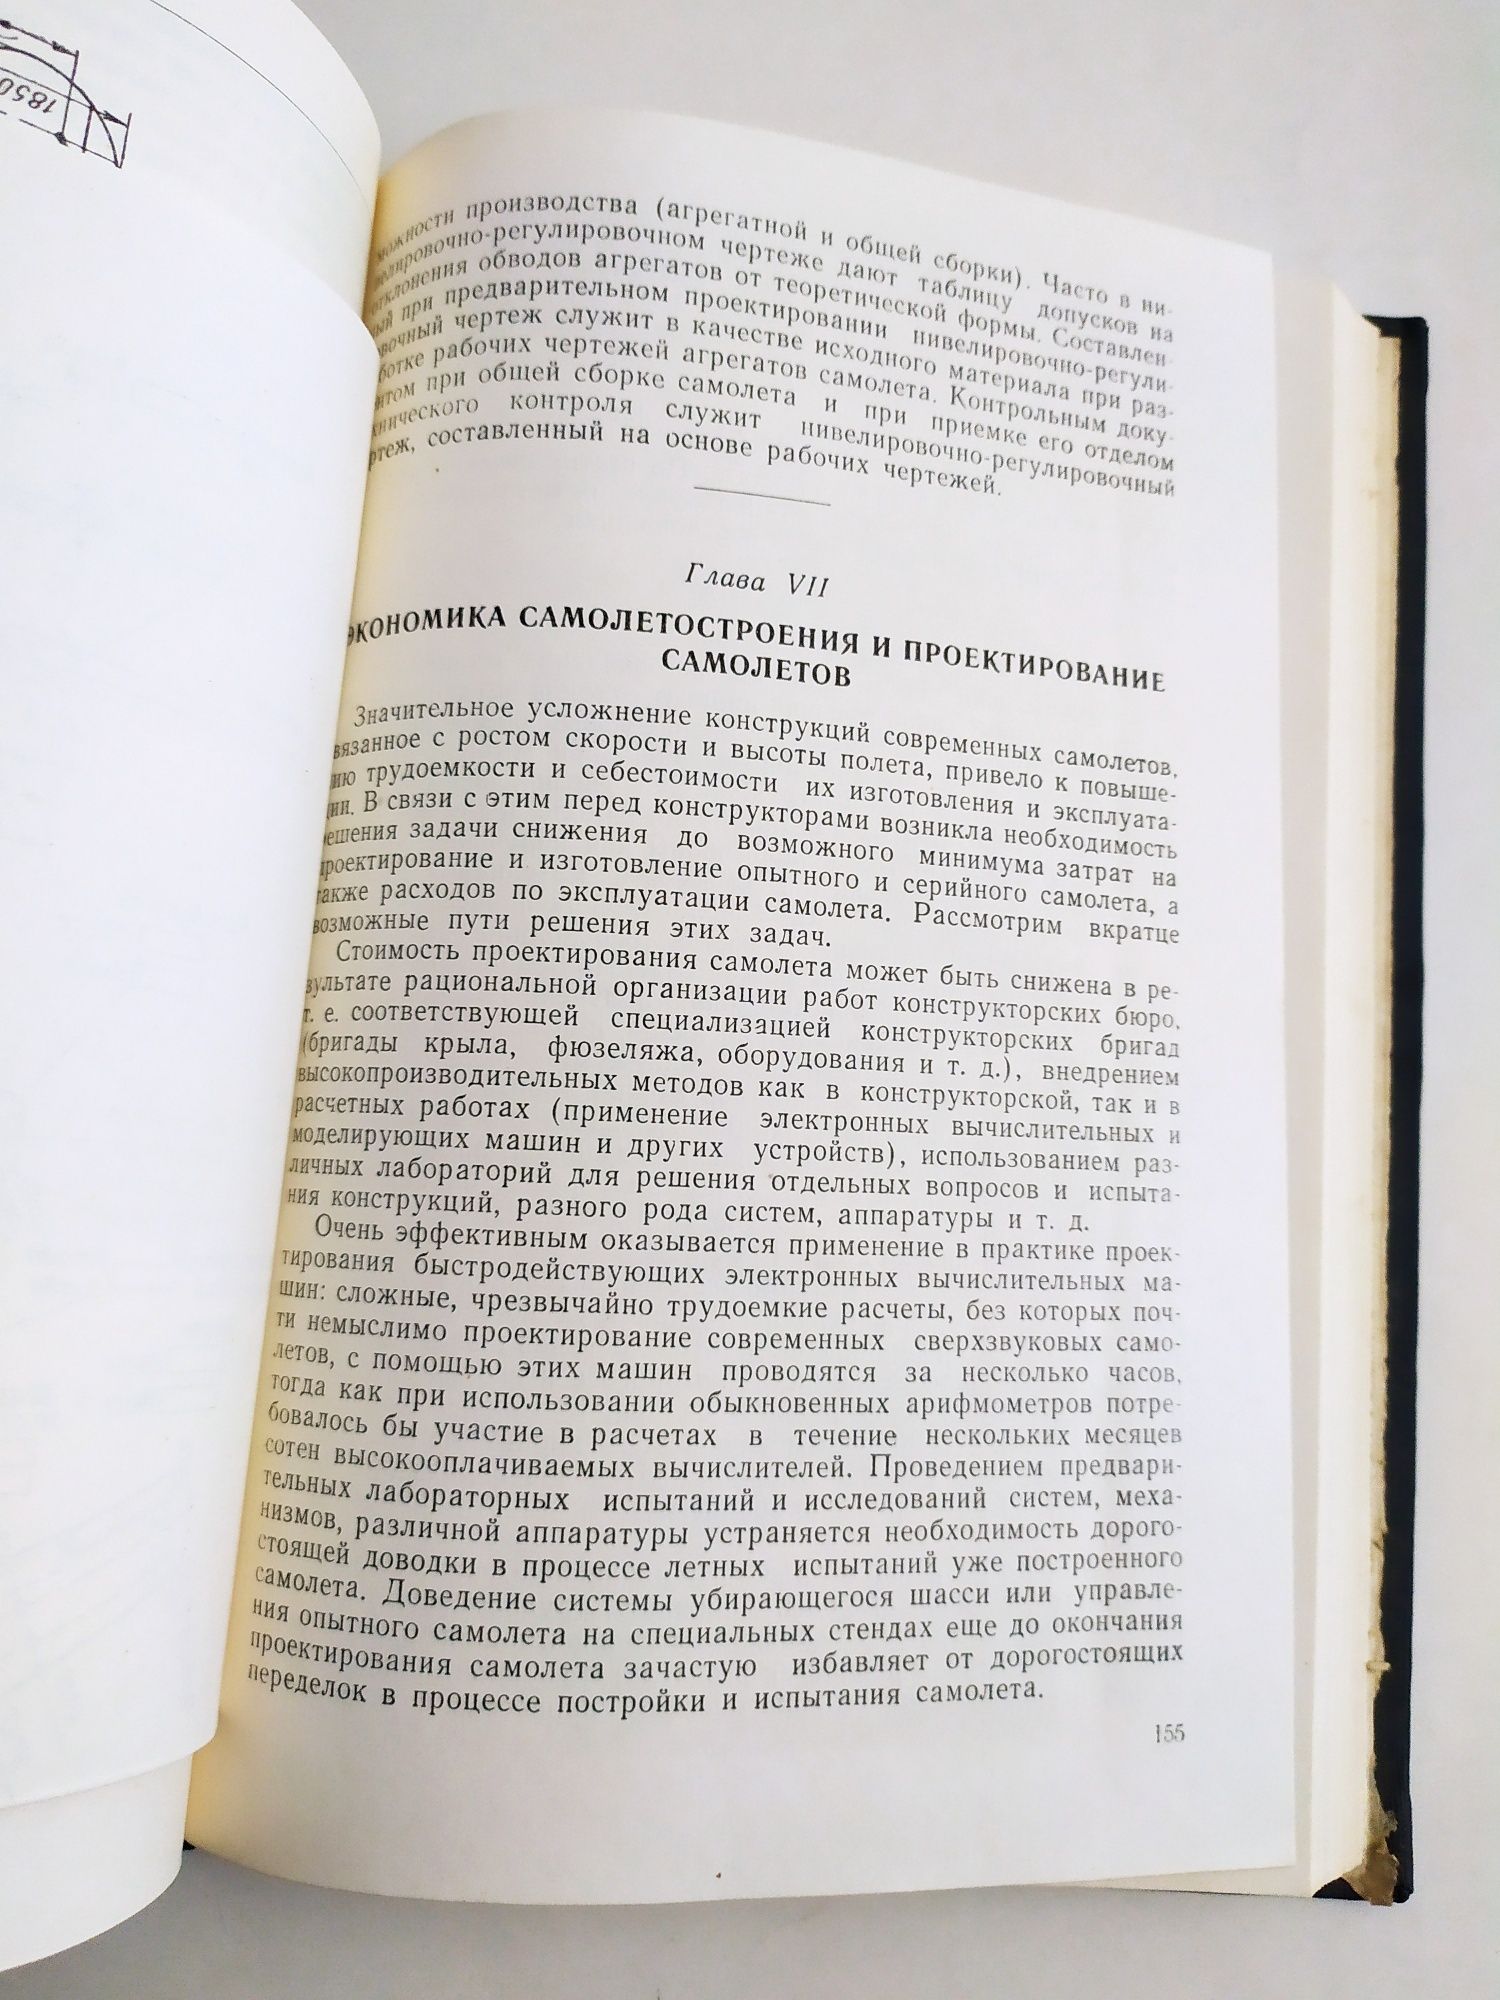 1850
можности производства (агрегатной и общей сборки). Часто в ни-
велировочно-регулировочном чертеже дают таблицу допусков на
отклонения обводов агрегатов от теоретической формы. Составлен-
ный при предварительном проектировании нивелировочно-регули-
вочный чертеж служит в качестве исходного материала при раз-
ботке рабочих чертежей агрегатов самолета. Контрольным доку-
нтом при общей сборке самолета и при приемке его отделом
хнического контроля служит нивелировочно-регулировочный
ртеж, составленный на основе рабочих чертежей.
Глава VII
ЭКОНОМИКА САМОЛЕТОСТРОЕНИЯ И ПРОЕКТИРОВАНИЕ
САМОЛЕТОВ
Значительное усложнение конструкций современных самолетов,
связанное с ростом скорости и высоты полета, привело к повыше-
нию трудоемкости и себестоимости их изготовления и эксплуата-
ции. В связи с этим перед конструкторами возникла необходимость
решения задачи снижения до возможного минимума затрат на
проектирование и изготовление опытного и серийного самолета, а
также расходов по эксплуатации самолета. Рассмотрим вкратце
возможные пути решения этих задач.
Стоимость проектирования самолета может быть снижена в ре-
зультате рациональной организации работ конструкторских бюро,
т. е. соответствующей специализацией конструкторских бригад
(бригады крыла, фюзеляжа, оборудования и т. д.), внедрением
высокопроизводительных методов как в конструкторской, так и в
расчетных работах (применение электронных вычислительных и
моделирующих машин и других устройств), использованием раз-
личных лабораторий для решения отдельных вопросов и испыта-
ния конструкций, разного рода систем, аппаратуры и т. д.
Очень эффективным оказывается применение в практике проек-
тирования быстродействующих электронных вычислительных ма-
шин: сложные, чрезвычайно трудоемкие расчеты, без которых поч-
ти немыслимо проектирование современных сверхзвуковых само-
летов, с помощью этих машин проводятся за несколько часов,
тогда как при использовании обыкновенных арифмометров потре-
бовалось бы участие в расчетах в течение нескольких месяцев
сотен высокооплачиваемых вычислителей. Проведением предвари-
тельных лабораторных испытаний и исследований систем, меха-
низмов, различной аппаратуры устраняется необходимость дорого-
стоящей доводки в процессе летных испытаний уже построенного
самолета. Доведение системы убирающегося шасси или управле-
ния опытного самолета на специальных стендах еще до окончания
проектирования самолета зачастую избавляет от дорогостоящих
переделок в процессе постройки и испытания самолета.
155